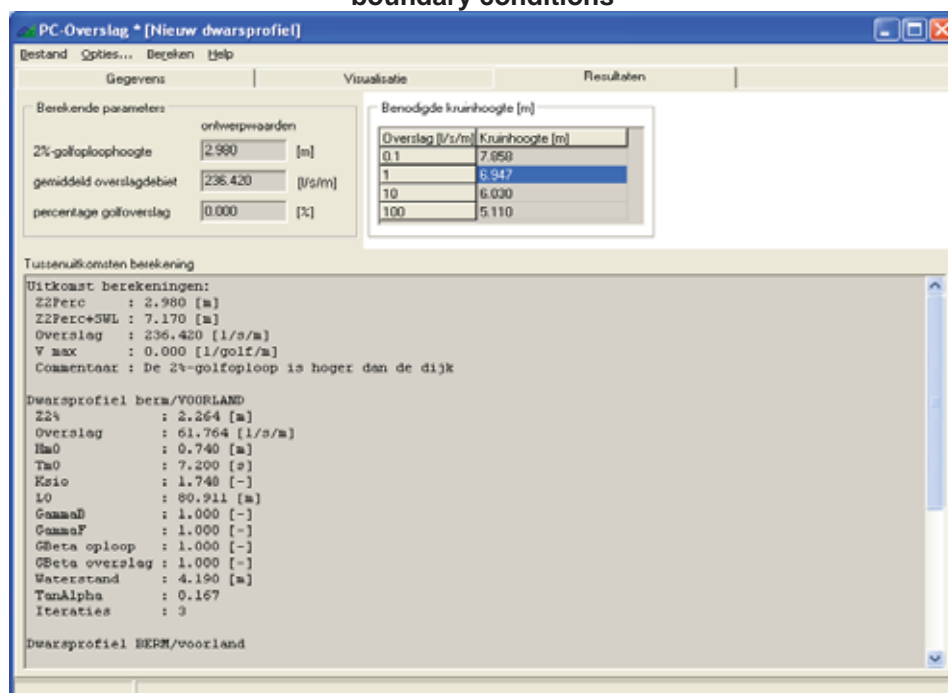 boundary conditions
PC-Overslag * [Nieuw dwarsprofiel]
Bestand Opties... Bereken Help
Gegevens Visualisatie Resultaten
Berekende parameters
ontwerpwaarden
2%-golfoploophoogte 2.980 [m]
gemiddeld overslagdebiet 236.420 [l/s/m]
percentage golfoverslag 0.000 [%]
Benodigde kruinhoogte [m]
Overslag [l/s/m] Kruinhoogte [m]
0.1 7.858
1 6.947
10 6.030
100 5.110
Tussenuitkomsten berekening
Uitkomst berekeningen:
Z2Perc : 2.980 [m]
Z2Perc+SWL : 7.170 [m]
Overslag : 236.420 [l/s/m]
V max : 0.000 [l/golf/m]
Commentaar : De 2%-golfoploop is hoger dan de dijk
Dwarsprofiel berm/VOORLAND
Z2% : 2.264 [m]
Overslag : 61.764 [l/s/m]
Hm0 : 0.740 [m]
Tm0 : 7.200 [s]
Ksio : 1.740 [-]
L0 : 80.911 [m]
GammaB : 1.000 [-]
GammaF : 1.000 [-]
GBeta oploop : 1.000 [-]
GBeta overslag : 1.000 [-]
Waterstand : 4.190 [m]
TanAlpha : 0.167
Iteraties : 3
Dwarsprofiel BERM/voorland